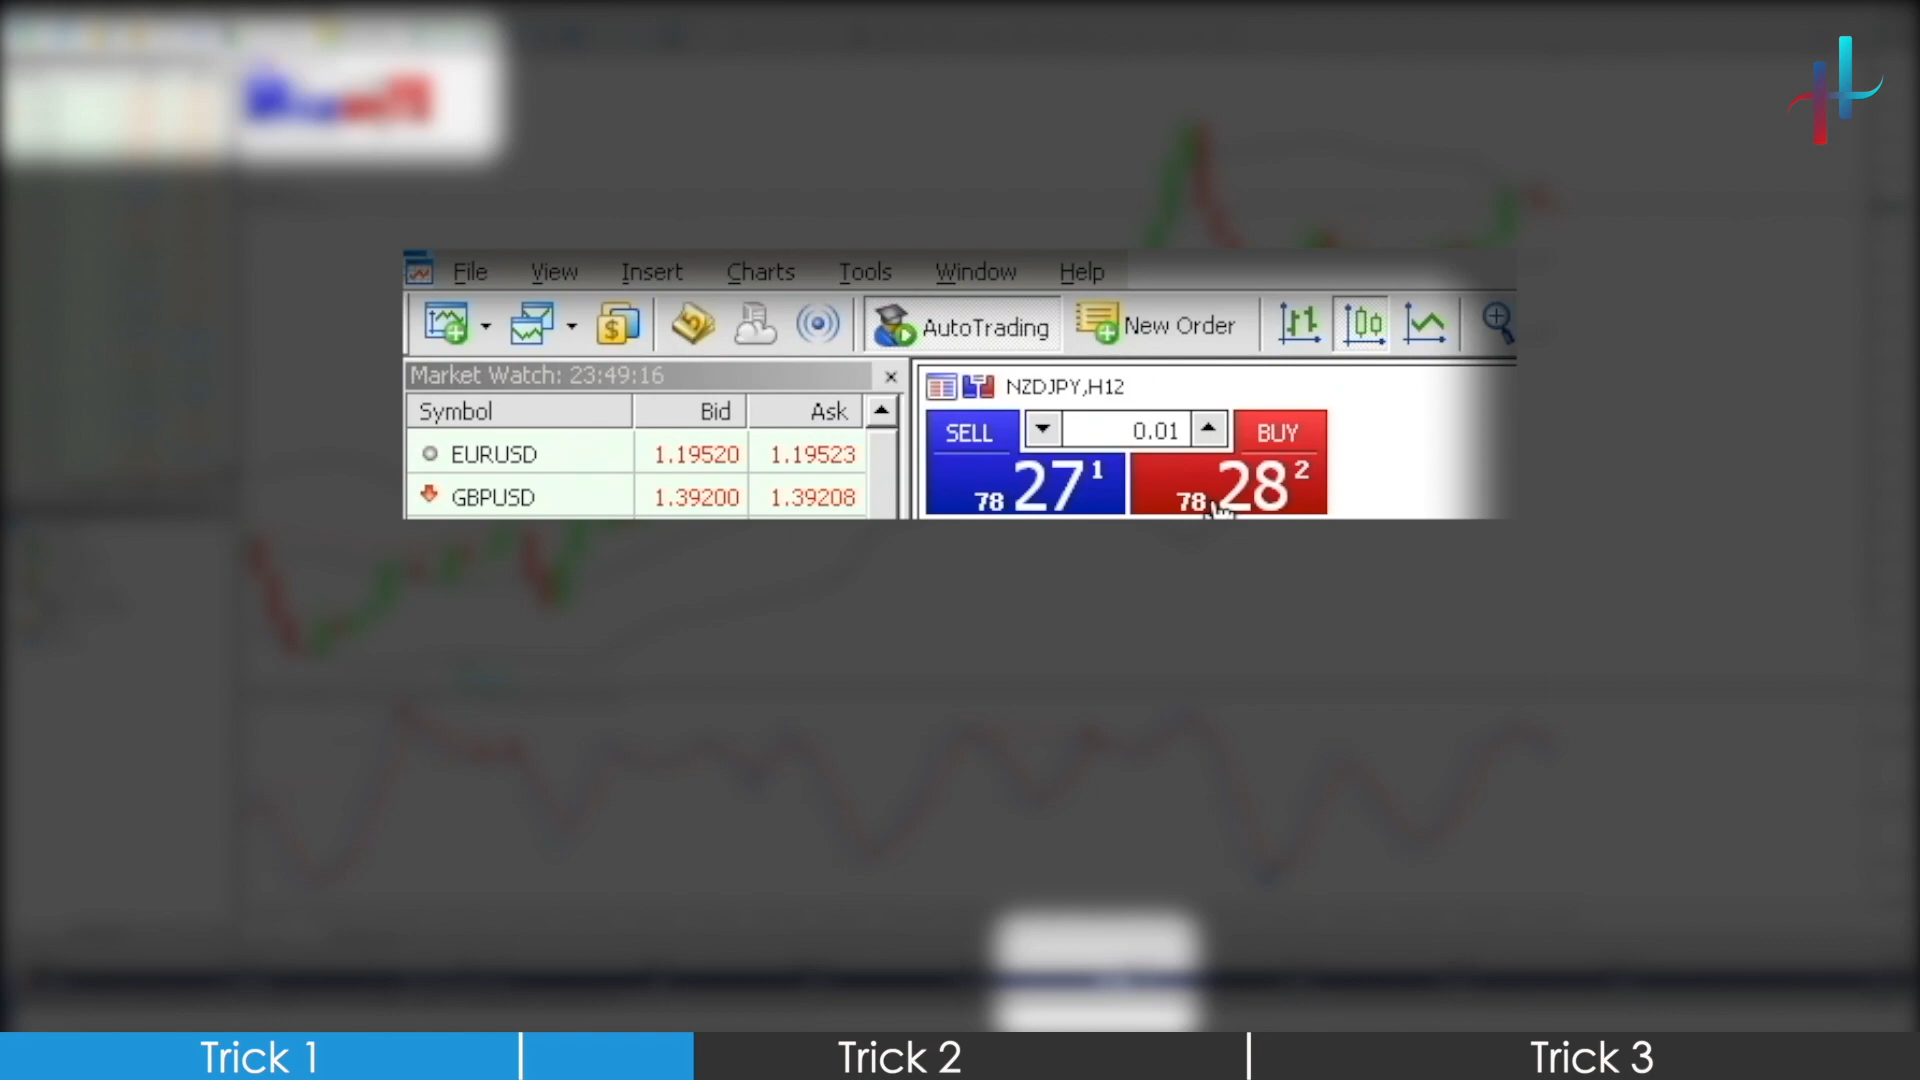 File View Insert Charts Tools Window Help
AutoTrading New Order
Market Watch: 23:49:16
Symbol Bid Ask
EURUSD 1.19520 1.19523
GBPUSD 1.39200 1.39208
NZDJPY,H12
SELL 0.01 BUY
78 27 1 78 28 2
Trick 1 Trick 2 Trick 3